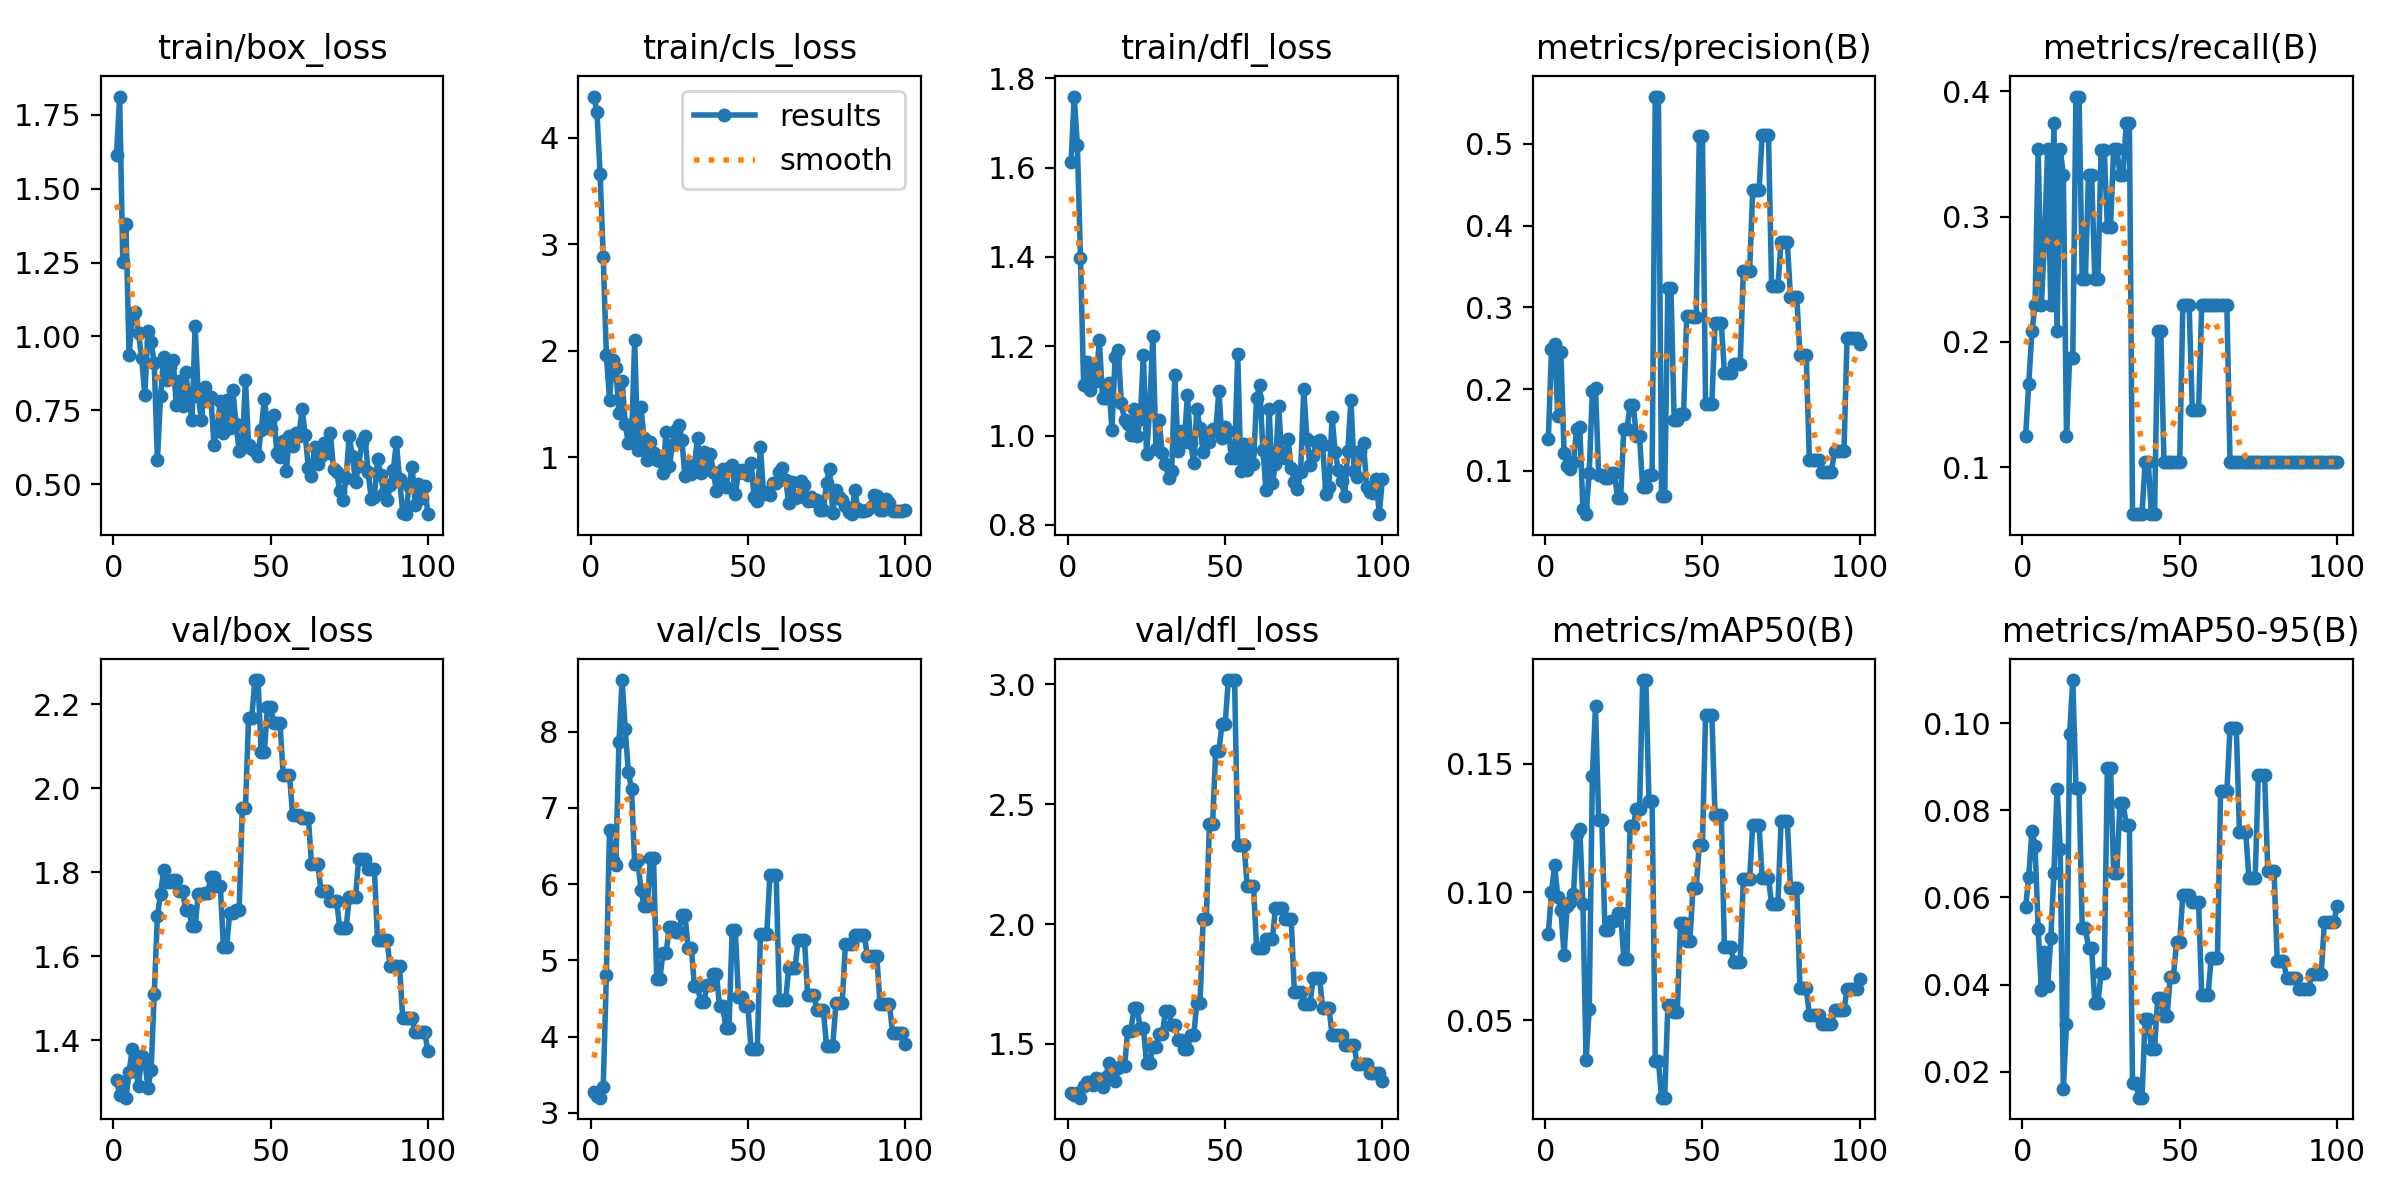 train/box_loss
1.75
1.50
1.25
1.00
0.75
0.50
0 50 100
train/cls_loss
results
smooth
4
3
2
1
0 50 100
train/dfl_loss
1.8
1.6
1.4
1.2
1.0
0.8
0 50 100
metrics/precision(B)
0.5
0.4
0.3
0.2
0.1
0 50 100
metrics/recall(B)
0.4
0.3
0.2
0.1
0 50 100
val/box_loss
2.2
2.0
1.8
1.6
1.4
0 50 100
val/cls_loss
8
7
6
5
4
3
0 50 100
val/dfl_loss
3.0
2.5
2.0
1.5
0 50 100
metrics/mAP50(B)
0.15
0.10
0.05
0 50 100
metrics/mAP50-95(B)
0.10
0.08
0.06
0.04
0.02
0 50 100